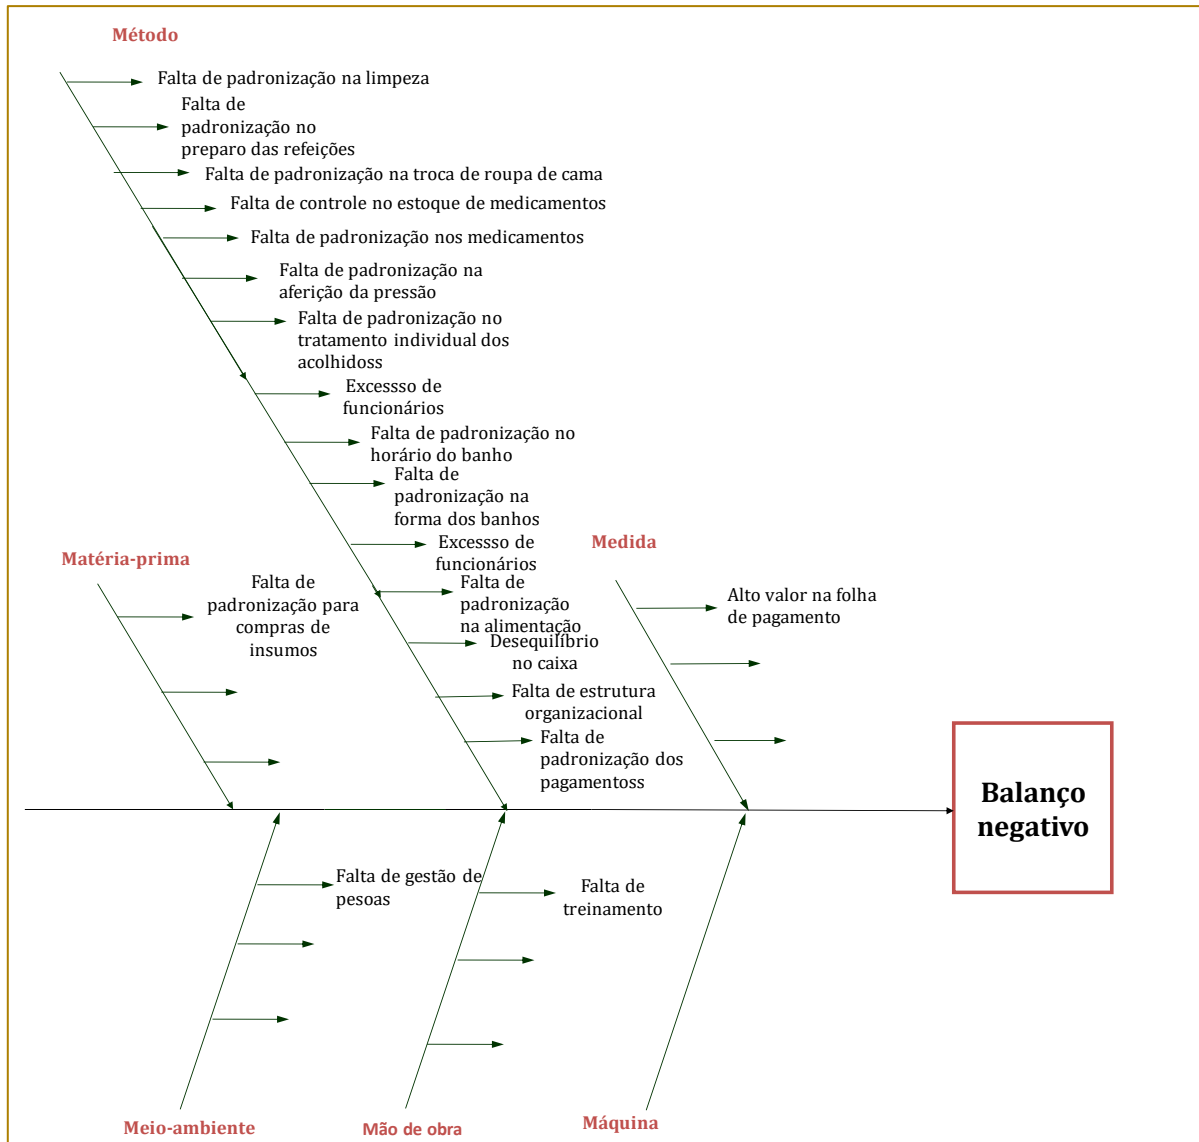 Método
Falta de padronização na limpeza
Falta de
padronização no
preparo das refeições
Falta de padronização na troca de roupa de cama
Falta de controle no estoque de medicamentos
Falta de padronização nos medicamentos
Falta de padronização na
aferição da pressão
Falta de padronização no
tratamento individual dos
acolhidoss
Excessso de
funcionários
Falta de padronização no
horário do banho
Falta de
padronização na
forma dos banhos
Excessso de
funcionários
Falta de
padronização
na alimentação
Desequilíbrio
no caixa
Falta de estrutura
organizacional
Falta de
padronização dos
pagamentoss
Matéria-prima
Falta de
padronização para
compras de
insumos
Medida
Alto valor na folha
de pagamento
Balanço
negativo
Falta de gestão de
pesoas
Falta de
treinamento
Meio-ambiente
Mão de obra
Máquina